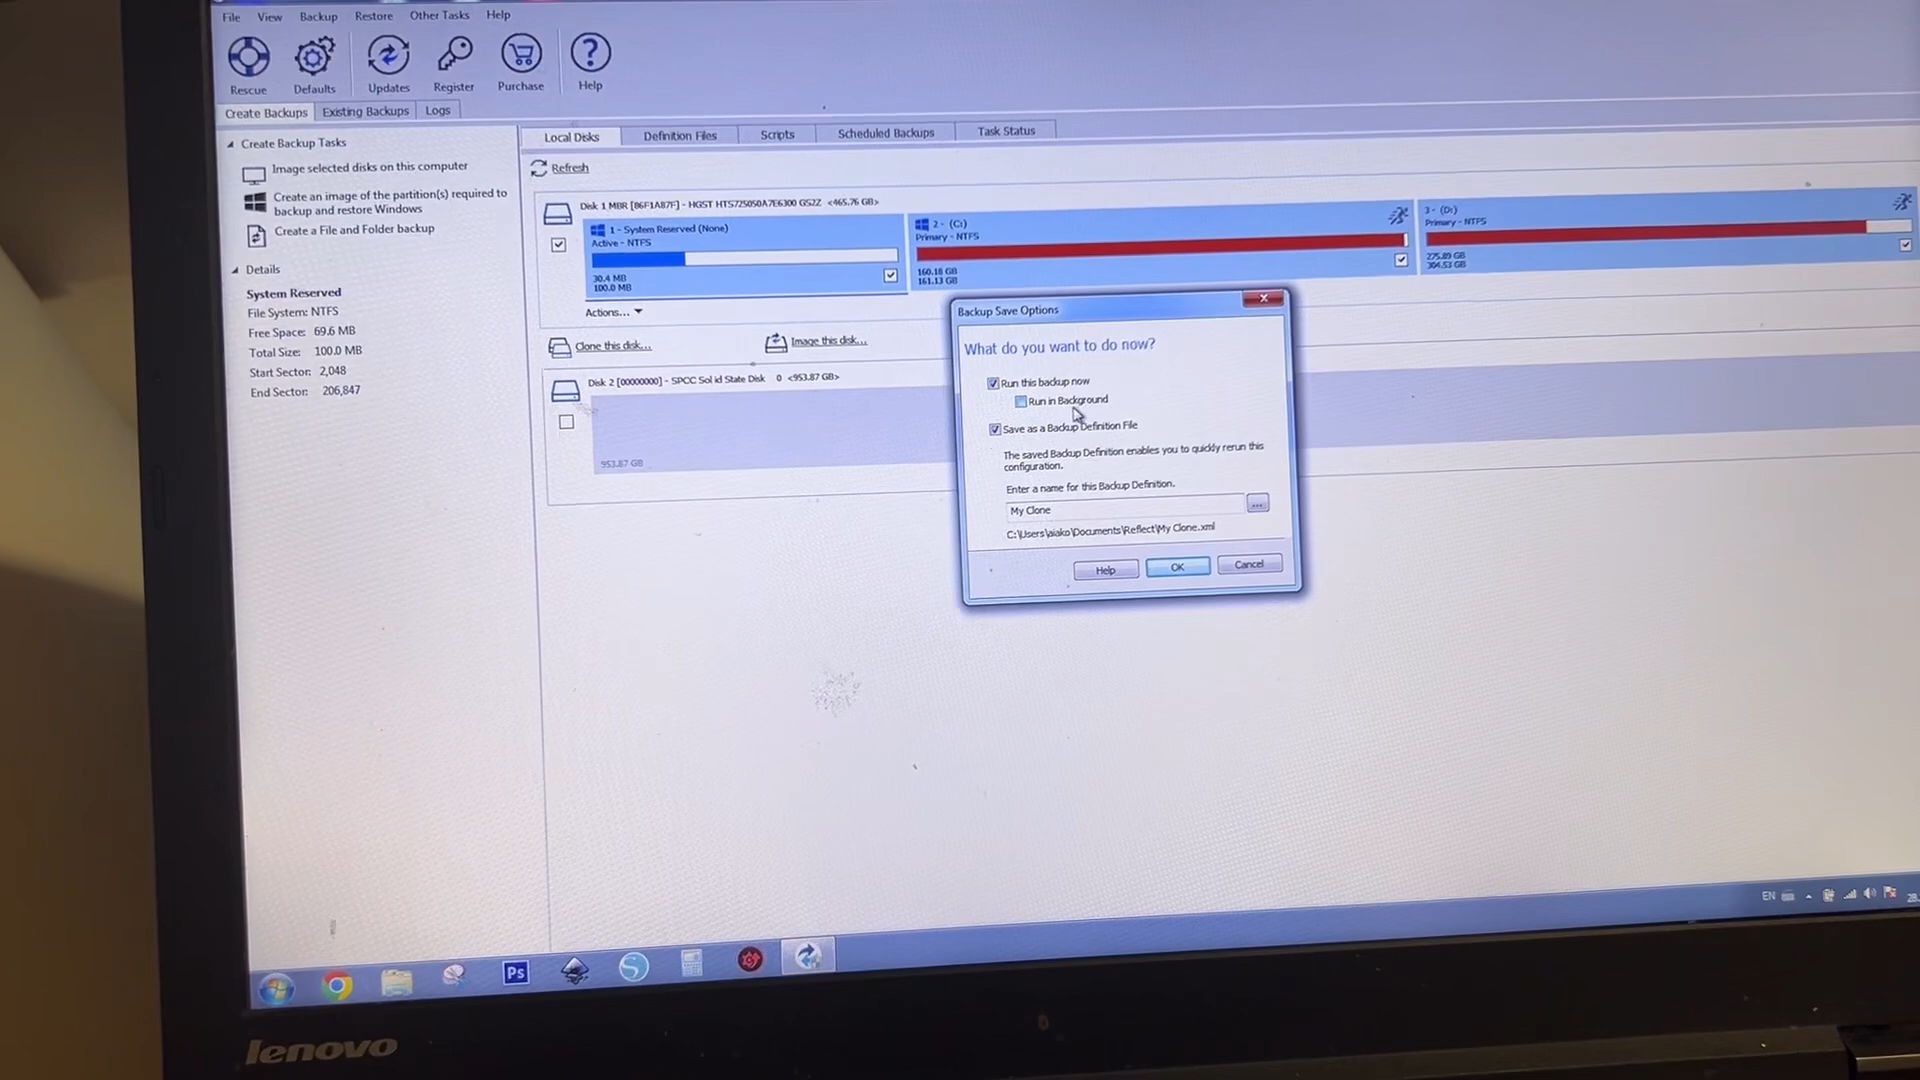 File View Backup Restore Other Tasks Help
Rescue Defaults Updates Register Purchase Help
Create Backups Existing Backups Logs
Create Backup Tasks
Image selected disks on this computer
Create an image of the partition(s) required to
backup and restore Windows
Create a File and Folder backup
Details
System Reserved
File System: NTFS
Free Space: 69.6 MB
Total Size: 100.0 MB
Start Sector: 2,048
End Sector: 206,847
Local Disks Definition Files Scripts Scheduled Backups Task Status
Refresh
Disk 1 MBR [86F1A87F] - HGST HTS725050A7E6300 GS2Z <465.76 GB>
1 - System Reserved (None)
Active - NTFS
30.4 MB
100.0 MB
2 - (C:)
Primary - NTFS
160.18 GB
161.13 GB
3 - (D:)
Primary - NTFS
275.89 GB
304.53 GB
Actions...
Clone this disk... Image this disk...
Disk 2 [00000000] - SPCC Sol id State Disk 0 <953.87 GB>
953.87 GB
Backup Save Options
What do you want to do now?
Run this backup now
Run in Background
Save as a Backup Definition File
The saved Backup Definition enables you to quickly rerun this
configuration.
Enter a name for this Backup Definition.
My Clone
...
C:\Users\aiako\Documents\Reflect\My Clone.xml
Help OK Cancel
EN
28
Ps
lenovo